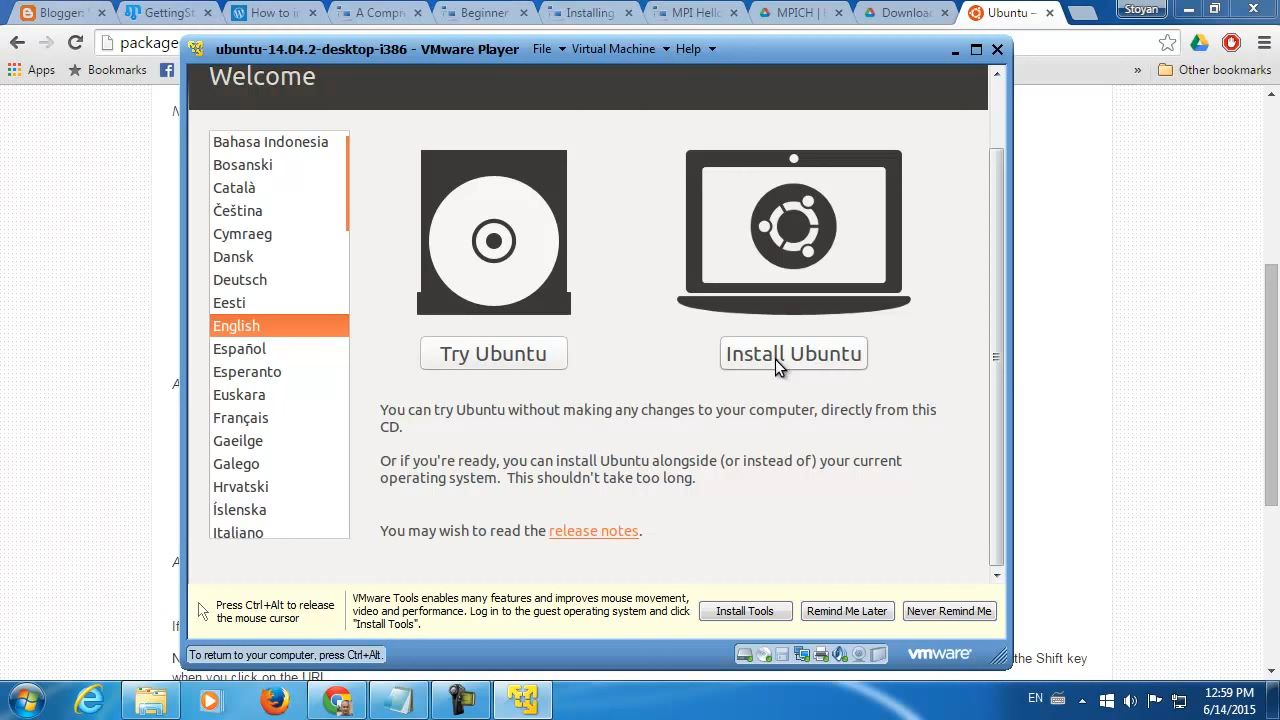 Blogger: 
GettingSt
How to in
A Compr
Beginner
Installing
MPI Hello
MPICH |
Downloa
Ubuntu –
Stoyan
package
Apps
Bookmarks
»
Other bookmarks
ubuntu-14.04.2-desktop-i386 - VMware Player
File
Virtual Machine
Help
Welcome
Bahasa Indonesia
Bosanski
Català
Čeština
Cymraeg
Dansk
Deutsch
Eesti
English
Español
Esperanto
Euskara
Français
Gaeilge
Galego
Hrvatski
Íslenska
Italiano
Try Ubuntu
Install Ubuntu
You can try Ubuntu without making any changes to your computer, directly from this
CD.
Or if you're ready, you can install Ubuntu alongside (or instead of) your current
operating system. This shouldn't take too long.
You may wish to read the release notes.
Press Ctrl+Alt to release
the mouse cursor
VMware Tools enables many features and improves mouse movement,
video and performance. Log in to the guest operating system and click
"Install Tools".
Install Tools
Remind Me Later
Never Remind Me
To return to your computer, press Ctrl+Alt.
vmware
If
the Shift key
when you click on the URL
EN
12:59 PM
6/14/2015